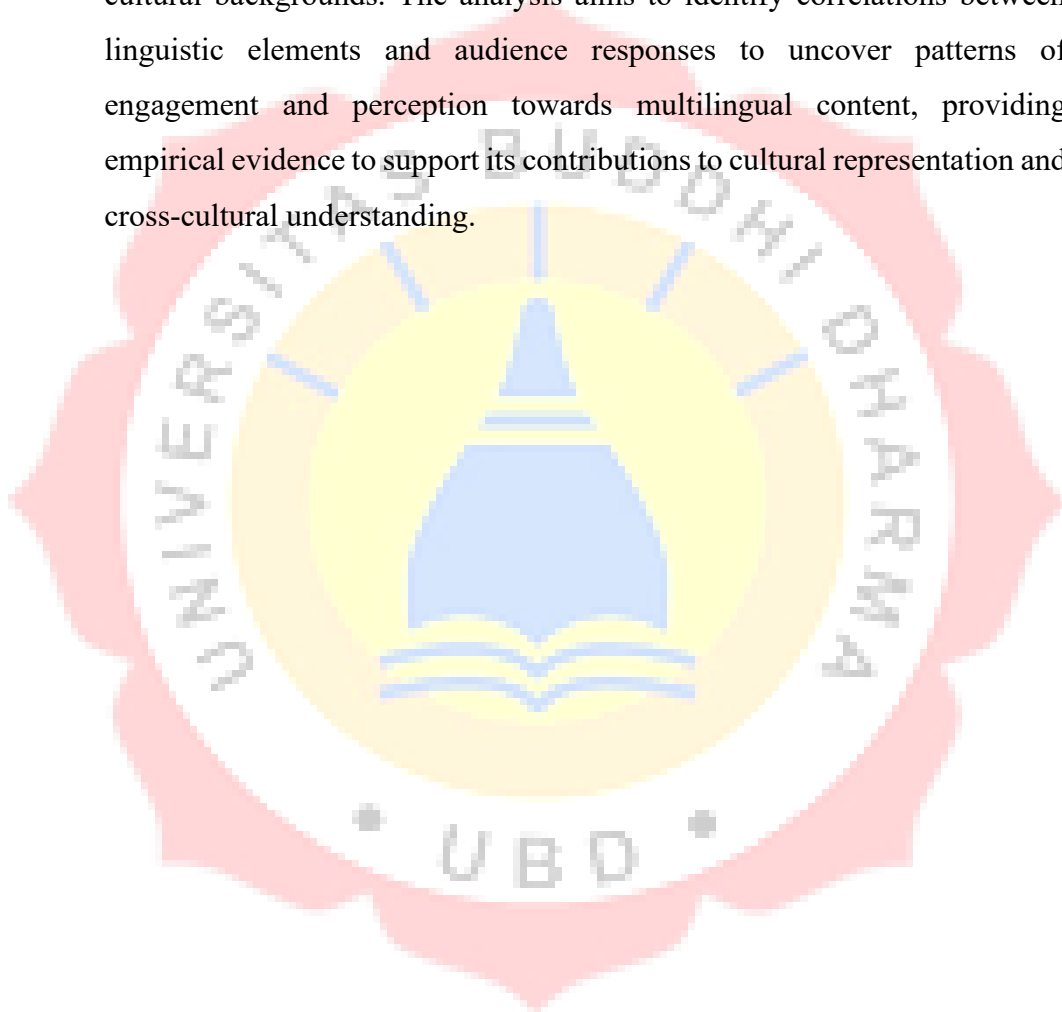 cultural backgrounds. The analysis aims to identify correlations between
linguistic elements and audience responses to uncover patterns of
engagement and perception towards multilingual content, providing
empirical evidence to support its contributions to cultural representation and
cross-cultural understanding.
UNIVERSITAS BUDDHI DHARMA
• UBD •